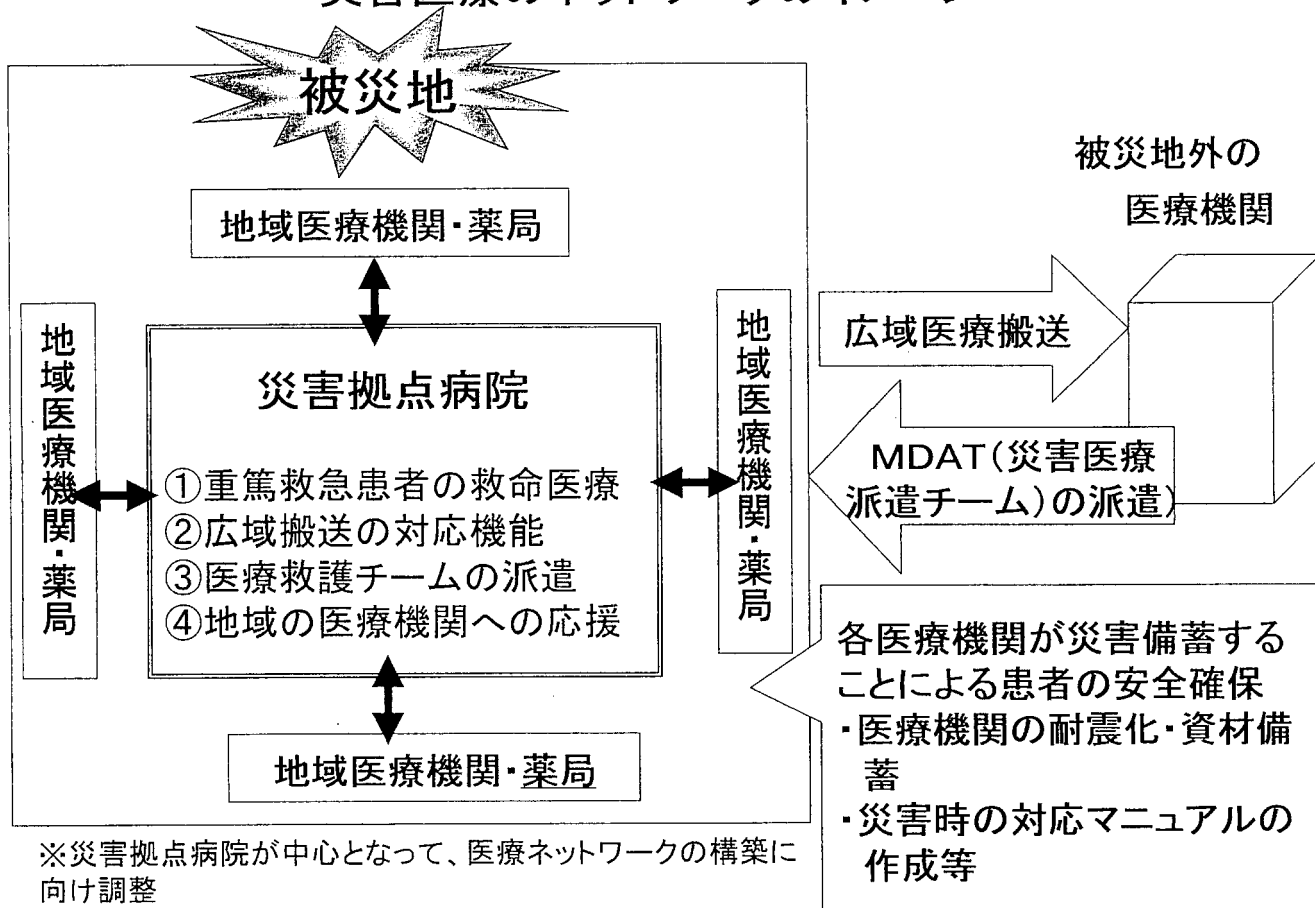 被災地
被災地外の
医療機関
地域医療機関・薬局
地域医療機関・薬局
災害拠点病院
①重篤救急患者の救命医療
②広域搬送の対応機能
③医療救護チームの派遣
④地域の医療機関への応援
地域医療機関・薬局
広域医療搬送
MDAT(災害医療
派遣チーム)の派遣)
地域医療機関・薬局
各医療機関が災害備蓄する
ことによる患者の安全確保
・医療機関の耐震化・資材備
蓄
・災害時の対応マニュアルの
作成等
※災害拠点病院が中心となって、医療ネットワークの構築に
向け調整